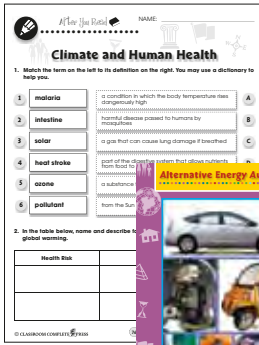 After You Read
NAME:
Climate and Human Health
1. Match the term on the left to its definition on the right. You may use a dictionary to
help you.
1 malaria a condition in which the body temperature rises
dangerously high A
2 intestine harmful disease passed to humans by
mosquitoes B
3 solar a gas that can cause lung damage if breathed C
4 heat stroke part of the digestive system that allows nutrients
from food to
5 ozone a substance
6 pollutant from the Sun
Alternative Energy
2. In the table below, name and describe
global warming.
Health Risk
© CLASSROOM COMPLETE PRESS